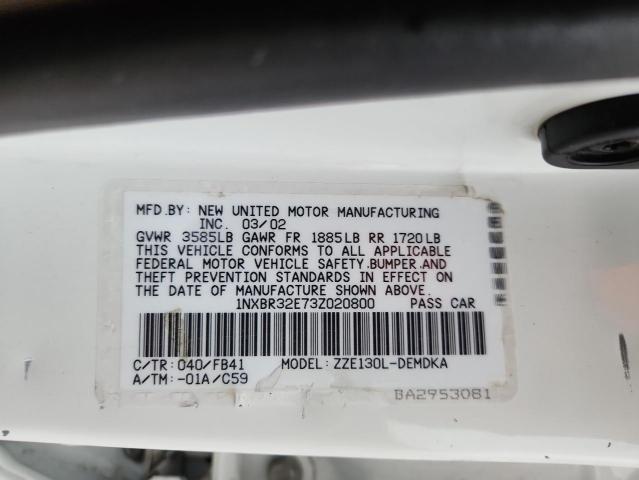 MFD.BY: NEW UNITED MOTOR MANUFACTURING
INC. 03/02
GVWR 3585LB GAWR FR 1885LB RR 1720LB
THIS VEHICLE CONFORMS TO ALL APPLICABLE
FEDERAL MOTOR VEHICLE SAFETY,BUMPER,AND
THEFT PREVENTION STANDARDS IN EFFECT ON
THE DATE OF MANUFACTURE SHOWN ABOVE.
1NXBR32E73Z020800 PASS CAR
C/TR: 040/FB41 MODEL: ZZE130L-DEMDKA
A/TM: -01A/C59
BA2953081